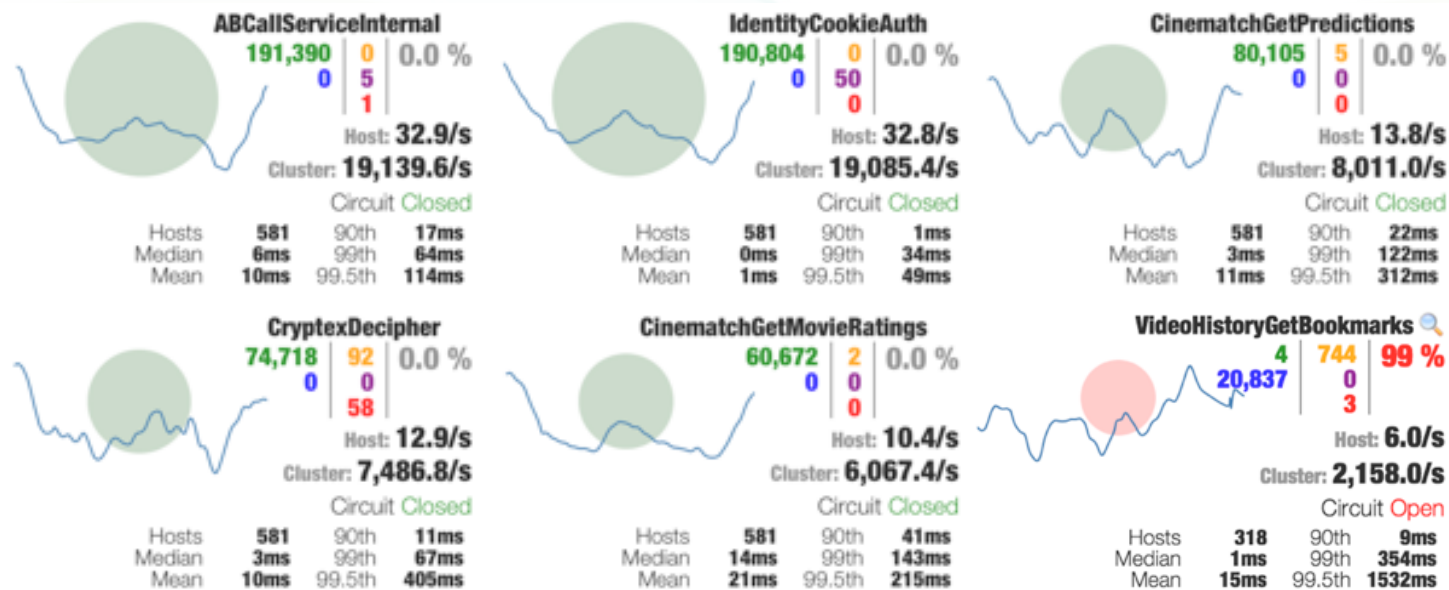 ABCallServiceInternal
191,390 0 0.0 %
0 5
1
Host: 32.9/s
Cluster: 19,139.6/s
Circuit Closed
Hosts 581 90th 17ms
Median 6ms 99th 64ms
Mean 10ms 99.5th 114ms
IdentityCookieAuth
190,804 0 0.0 %
0 50
0
Host: 32.8/s
Cluster: 19,085.4/s
Circuit Closed
Hosts 581 90th 1ms
Median 0ms 99th 34ms
Mean 1ms 99.5th 49ms
CinematchGetPredictions
80,105 5 0.0 %
0 0
0
Host: 13.8/s
Cluster: 8,011.0/s
Circuit Closed
Hosts 581 90th 22ms
Median 3ms 99th 122ms
Mean 11ms 99.5th 312ms
CryptexDecipher
74,718 92 0.0 %
0 0
58
Host: 12.9/s
Cluster: 7,486.8/s
Circuit Closed
Hosts 581 90th 11ms
Median 3ms 99th 67ms
Mean 10ms 99.5th 405ms
CinematchGetMovieRatings
60,672 2 0.0 %
0 0
0
Host: 10.4/s
Cluster: 6,067.4/s
Circuit Closed
Hosts 581 90th 41ms
Median 14ms 99th 143ms
Mean 21ms 99.5th 215ms
VideoHistoryGetBookmarks
4 744 99 %
20,837 0
3
Host: 6.0/s
Cluster: 2,158.0/s
Circuit Open
Hosts 318 90th 9ms
Median 1ms 99th 354ms
Mean 15ms 99.5th 1532ms